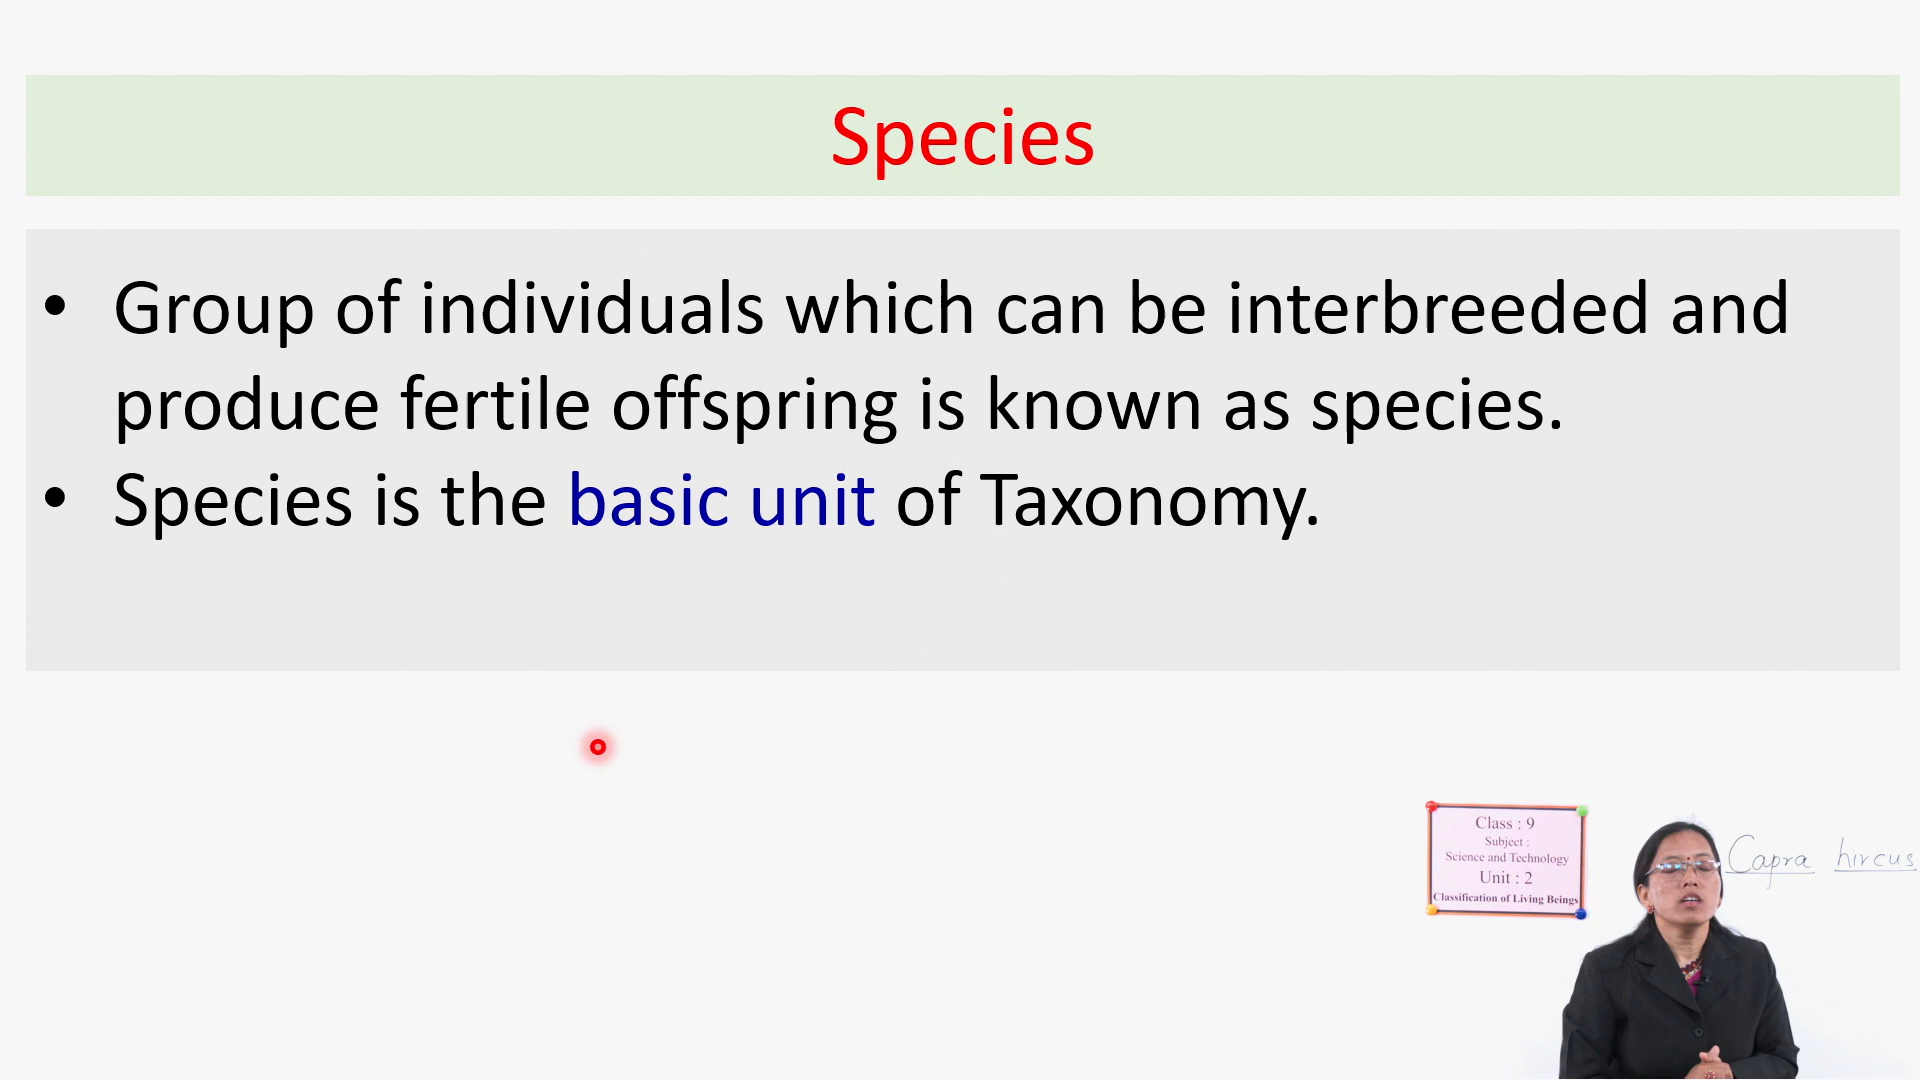 Species
• Group of individuals which can be interbreeded and
produce fertile offspring is known as species.
• Species is the basic unit of Taxonomy.
Class : 9
Subject :
Science and Technology
Unit : 2
Classification of Living Beings
Capra hircus